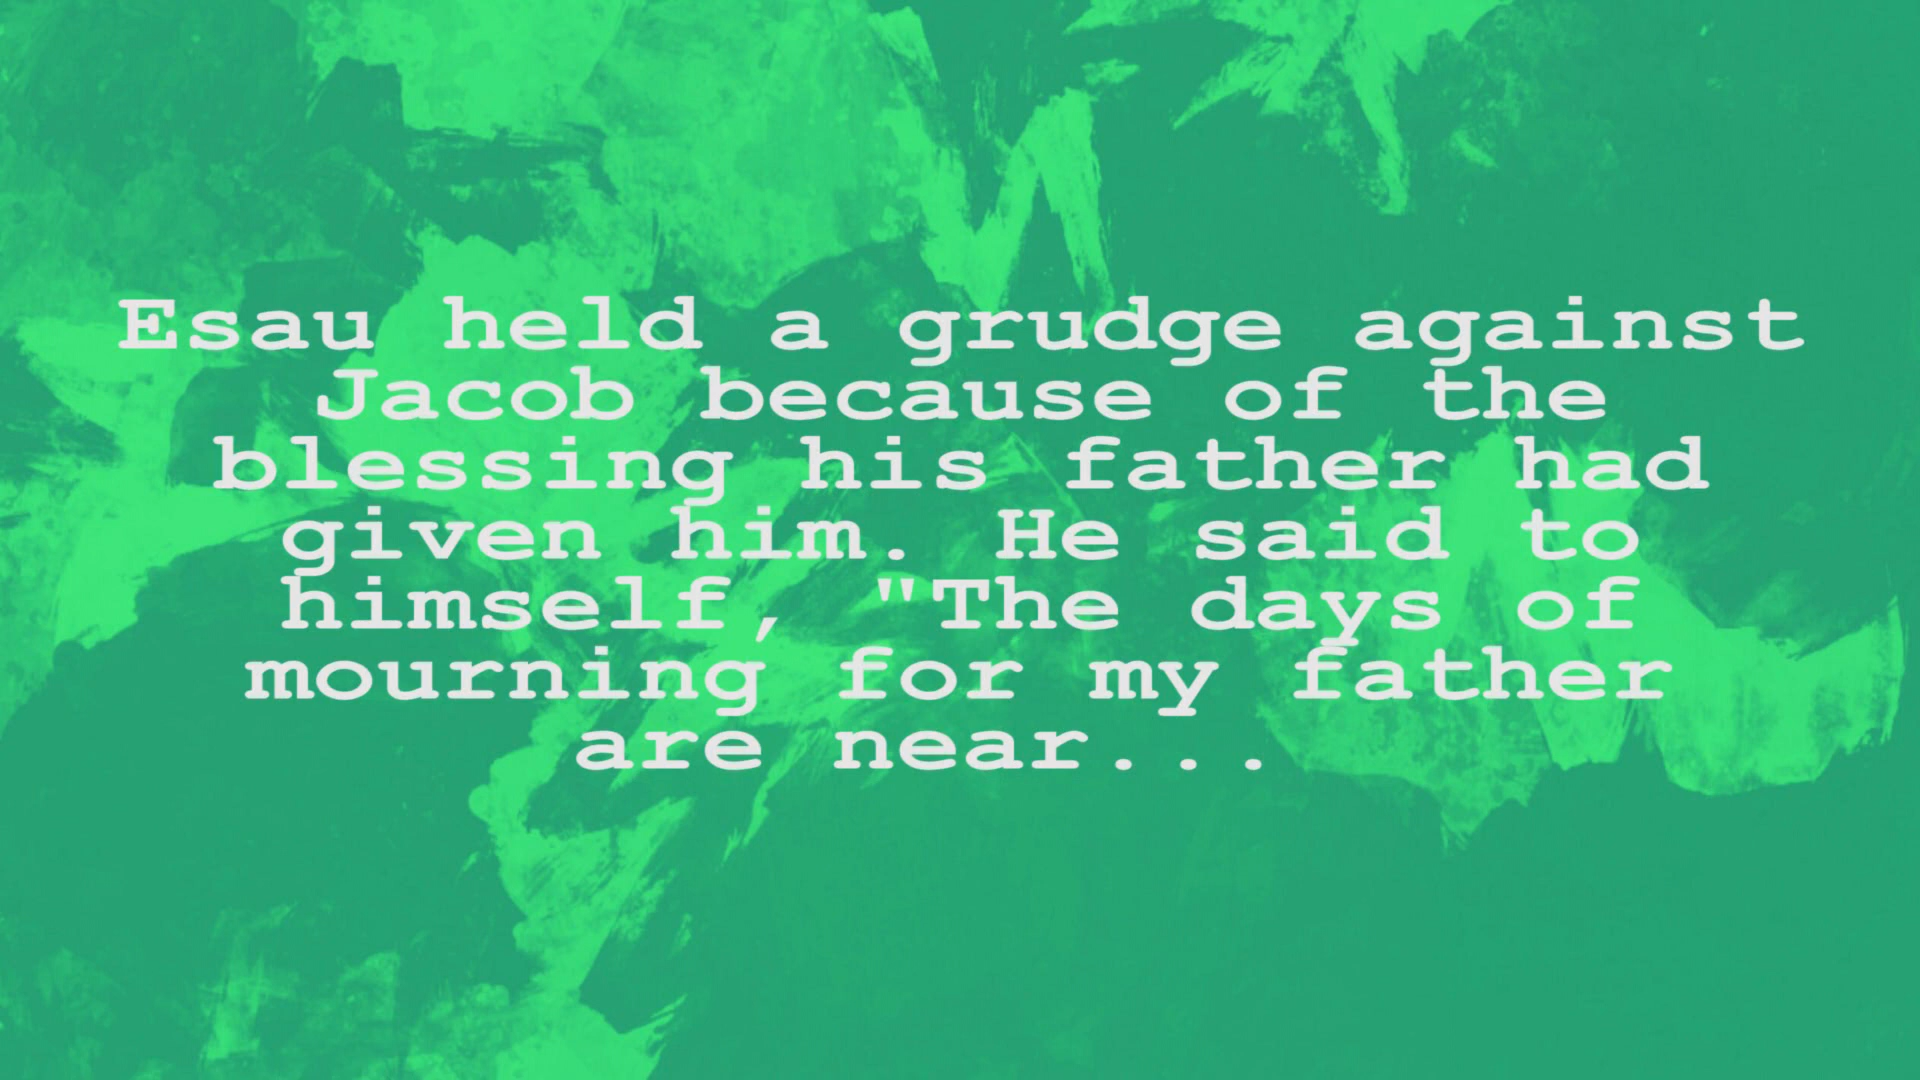 Esau held a grudge against
Jacob because of the
blessing his father had
given him. He said to
himself, "The days of
mourning for my father
are near...